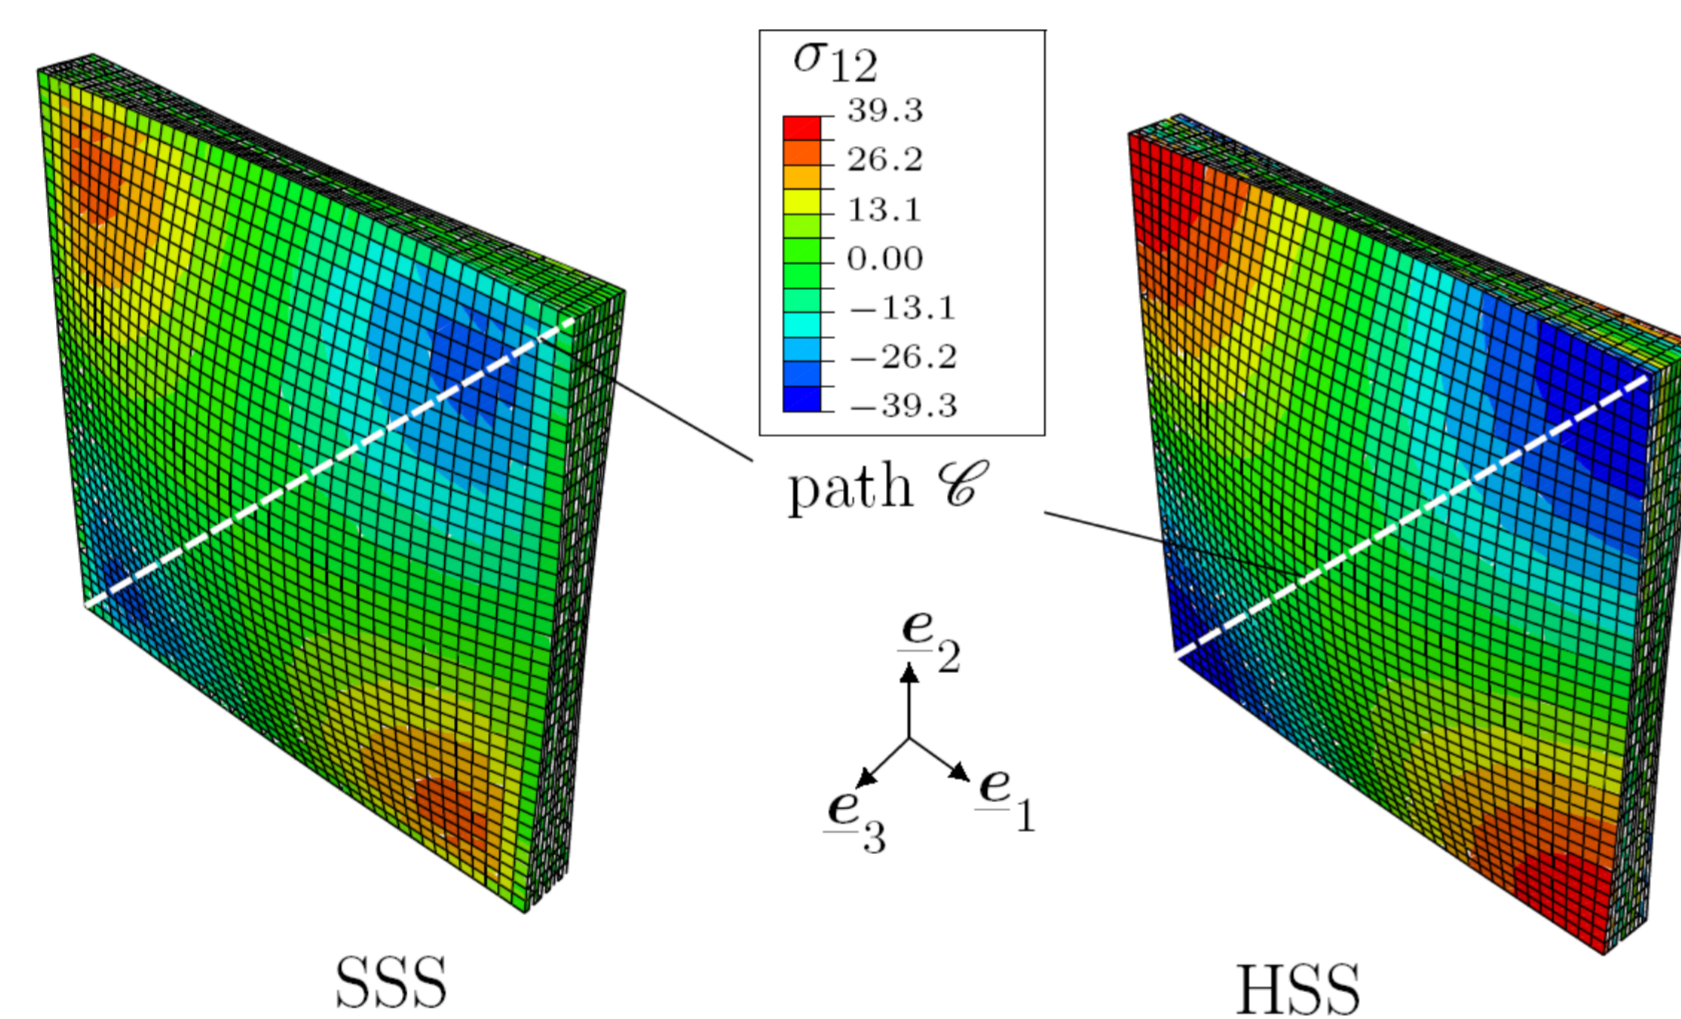 σ12
39.3
26.2
13.1
0.00
−13.1
−26.2
−39.3
path 𝒞
e2
e1
e3
SSS
HSS